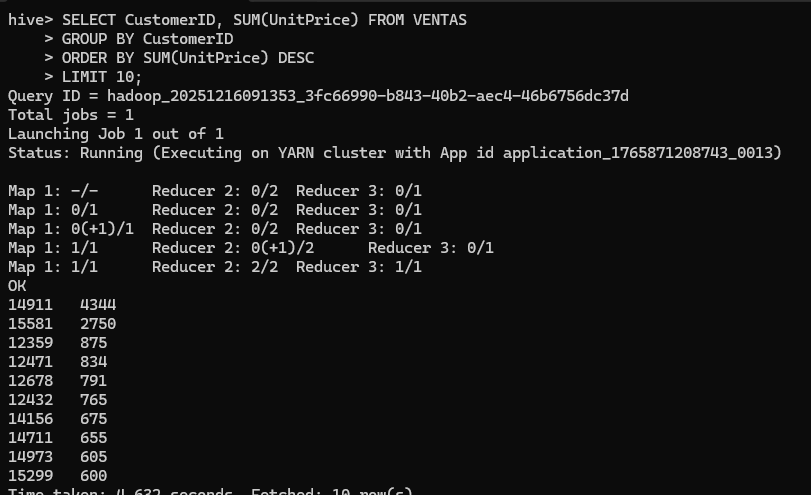 hive> SELECT CustomerID, SUM(UnitPrice) FROM VENTAS
    > GROUP BY CustomerID
    > ORDER BY SUM(UnitPrice) DESC
    > LIMIT 10;
Query ID = hadoop_20251216091353_3fc66990-b843-40b2-aec4-46b6756dc37d
Total jobs = 1
Launching Job 1 out of 1
Status: Running (Executing on YARN cluster with App id application_1765871208743_0013)
Map 1: -/-      Reducer 2: 0/2  Reducer 3: 0/1
Map 1: 0/1      Reducer 2: 0/2  Reducer 3: 0/1
Map 1: 0(+1)/1  Reducer 2: 0/2  Reducer 3: 0/1
Map 1: 1/1      Reducer 2: 0(+1)/2      Reducer 3: 0/1
Map 1: 1/1      Reducer 2: 2/2  Reducer 3: 1/1
OK
14911   4344
15581   2750
12359   875
12471   834
12678   791
12432   765
14156   675
14711   655
14973   605
15299   600
Time taken: 4.632 seconds, Fetched: 10 row(s)